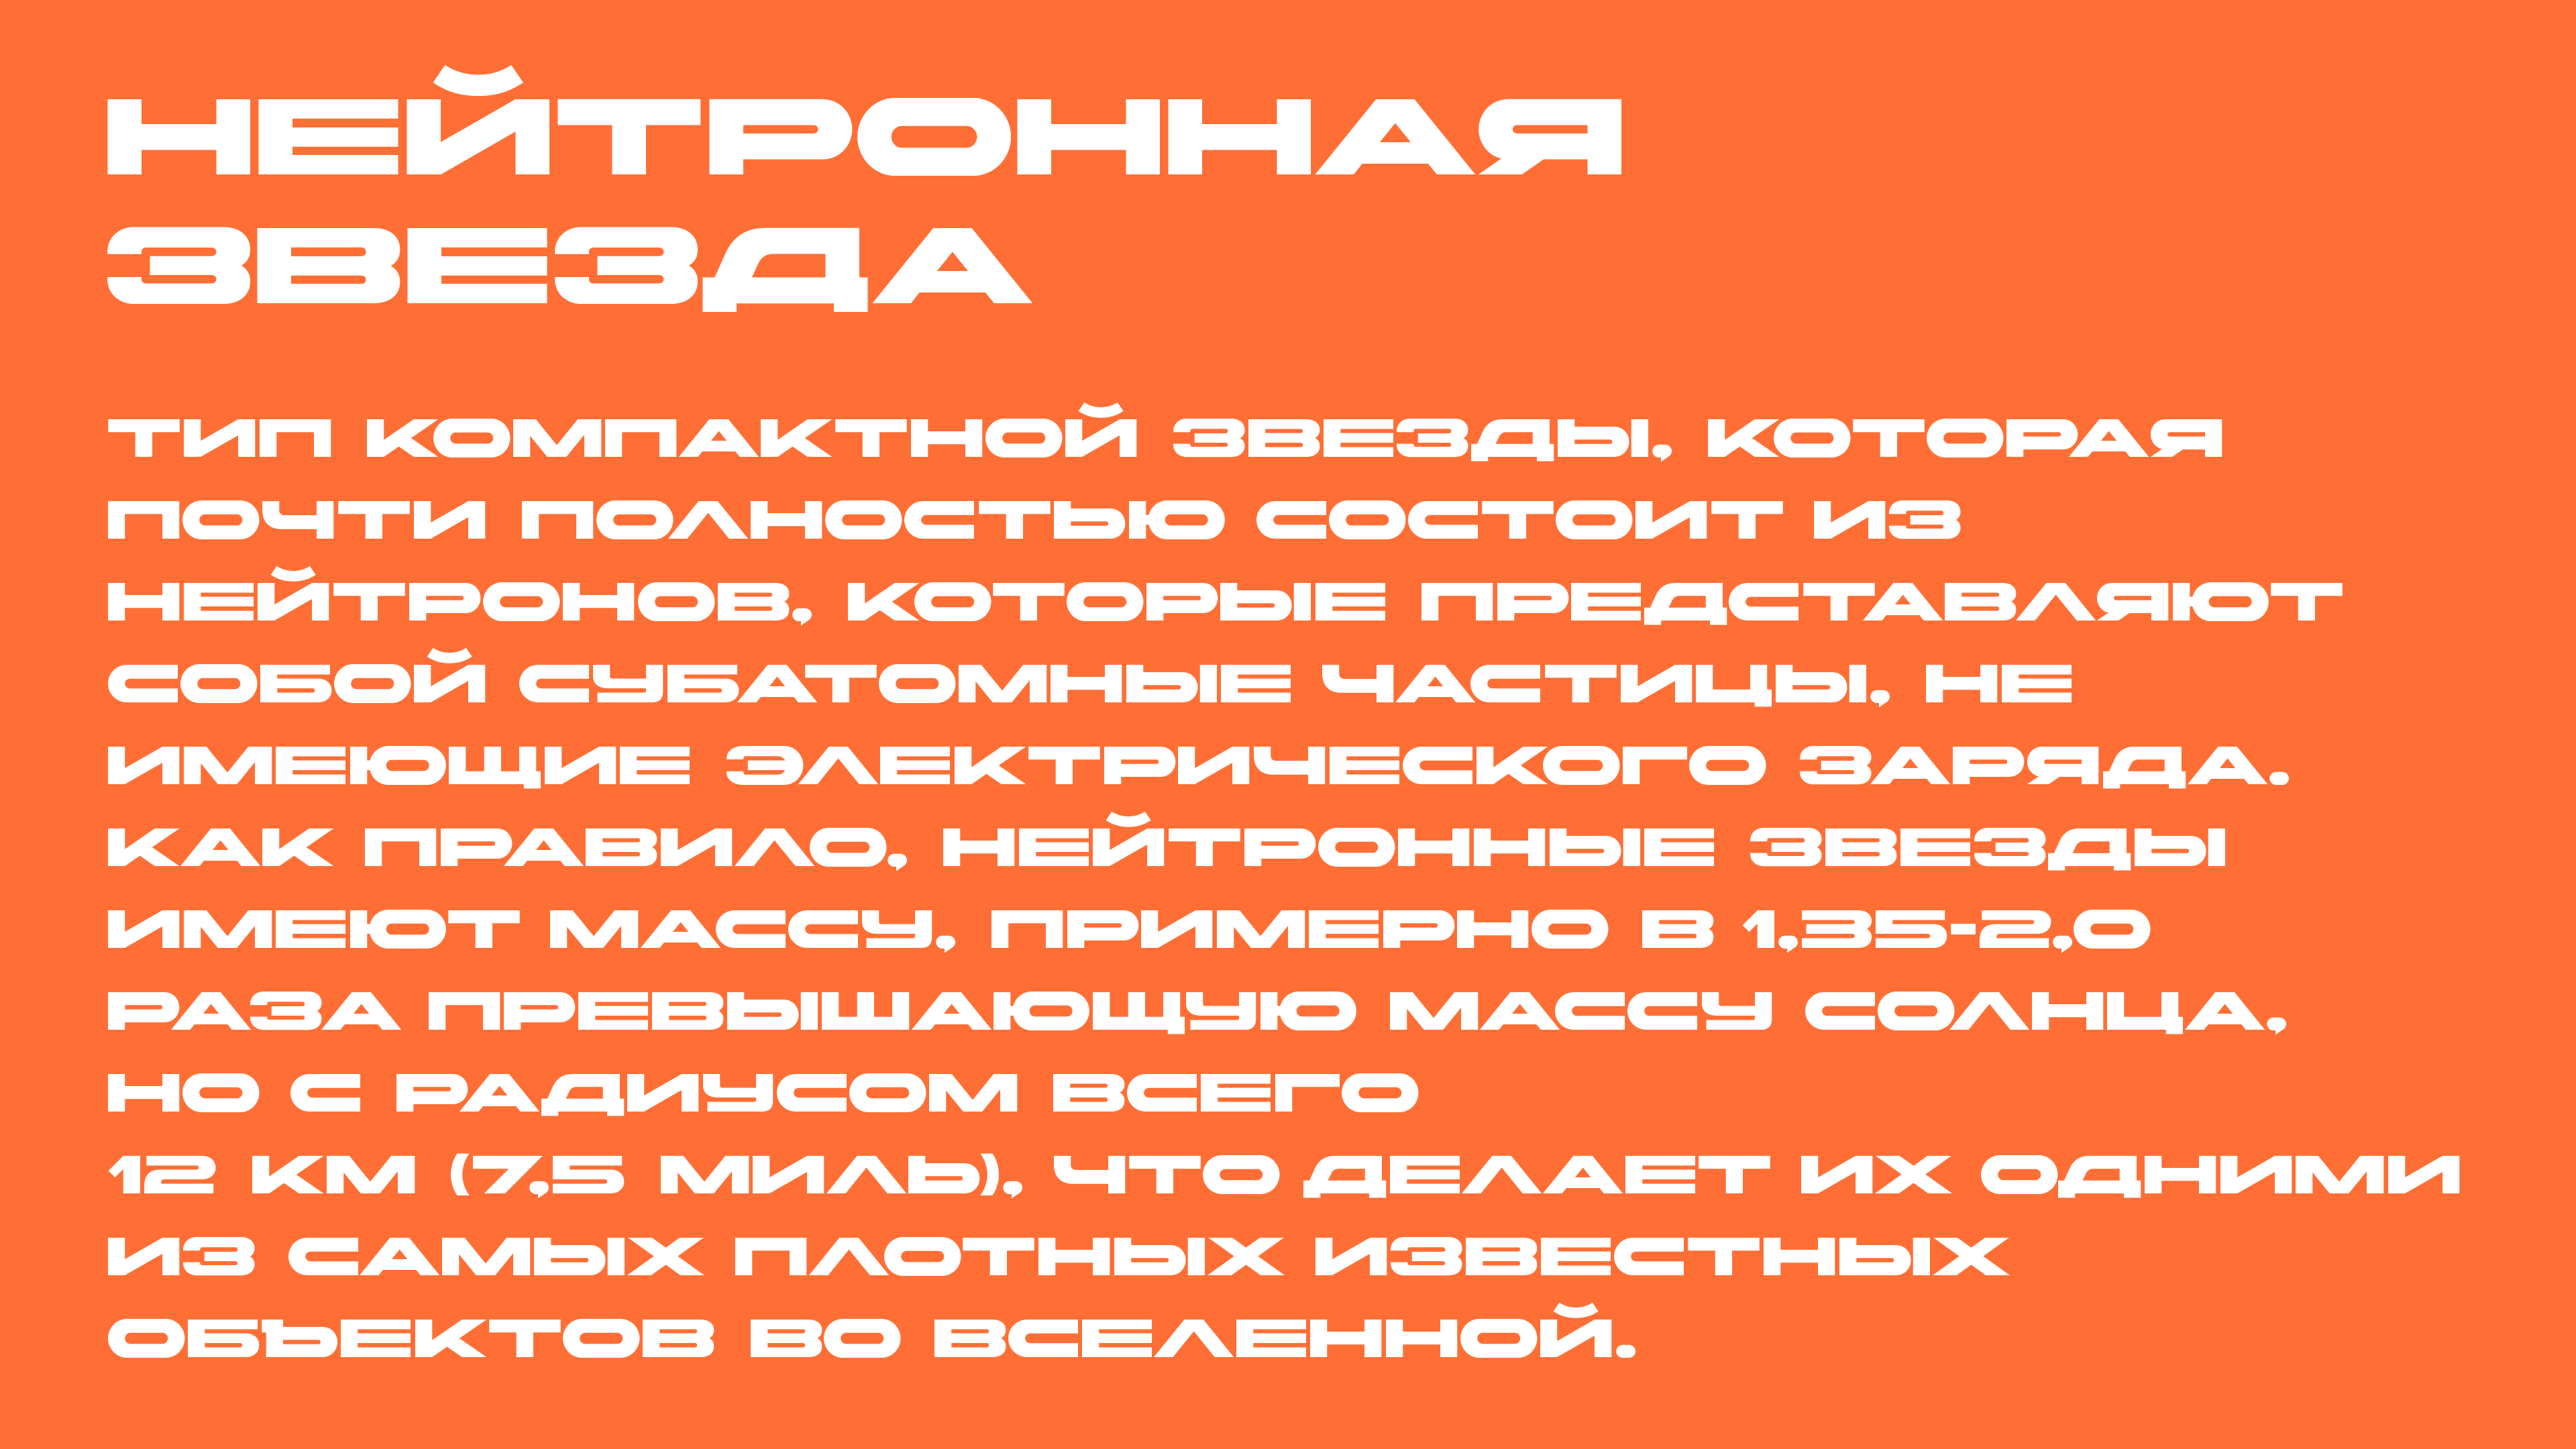 НЕЙТРОННАЯ
ЗВЕЗДА
ТИП КОМПАКТНОЙ ЗВЕЗДЫ, КОТОРАЯ
ПОЧТИ ПОЛНОСТЬЮ СОСТОИТ ИЗ
НЕЙТРОНОВ, КОТОРЫЕ ПРЕДСТАВЛЯЮТ
СОБОЙ СУБАТОМНЫЕ ЧАСТИЦЫ, НЕ
ИМЕЮЩИЕ ЭЛЕКТРИЧЕСКОГО ЗАРЯДА.
КАК ПРАВИЛО, НЕЙТРОННЫЕ ЗВЕЗДЫ
ИМЕЮТ МАССУ, ПРИМЕРНО В 1,35-2,0
РАЗА ПРЕВЫШАЮЩУЮ МАССУ СОЛНЦА,
НО С РАДИУСОМ ВСЕГО
12 КМ (7,5 МИЛЬ), ЧТО ДЕЛАЕТ ИХ ОДНИМИ
ИЗ САМЫХ ПЛОТНЫХ ИЗВЕСТНЫХ
ОБЪЕКТОВ ВО ВСЕЛЕННОЙ.